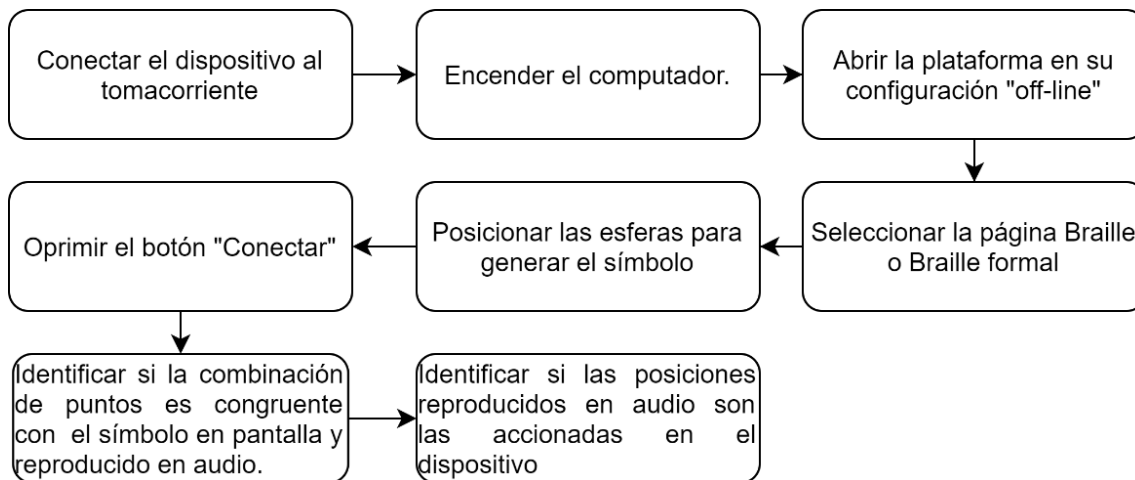 Conectar el dispositivo al
tomacorriente
Encender el computador.
Abrir la plataforma en su
configuración "off-line"
Seleccionar la página Braille
o Braille formal
Posicionar las esferas para
generar el símbolo
Oprimir el botón "Conectar"
Identificar si la combinación
de puntos es congruente
con el símbolo en pantalla y
reproducido en audio.
Identificar si las posiciones
reproducidos en audio son
las accionadas en el
dispositivo